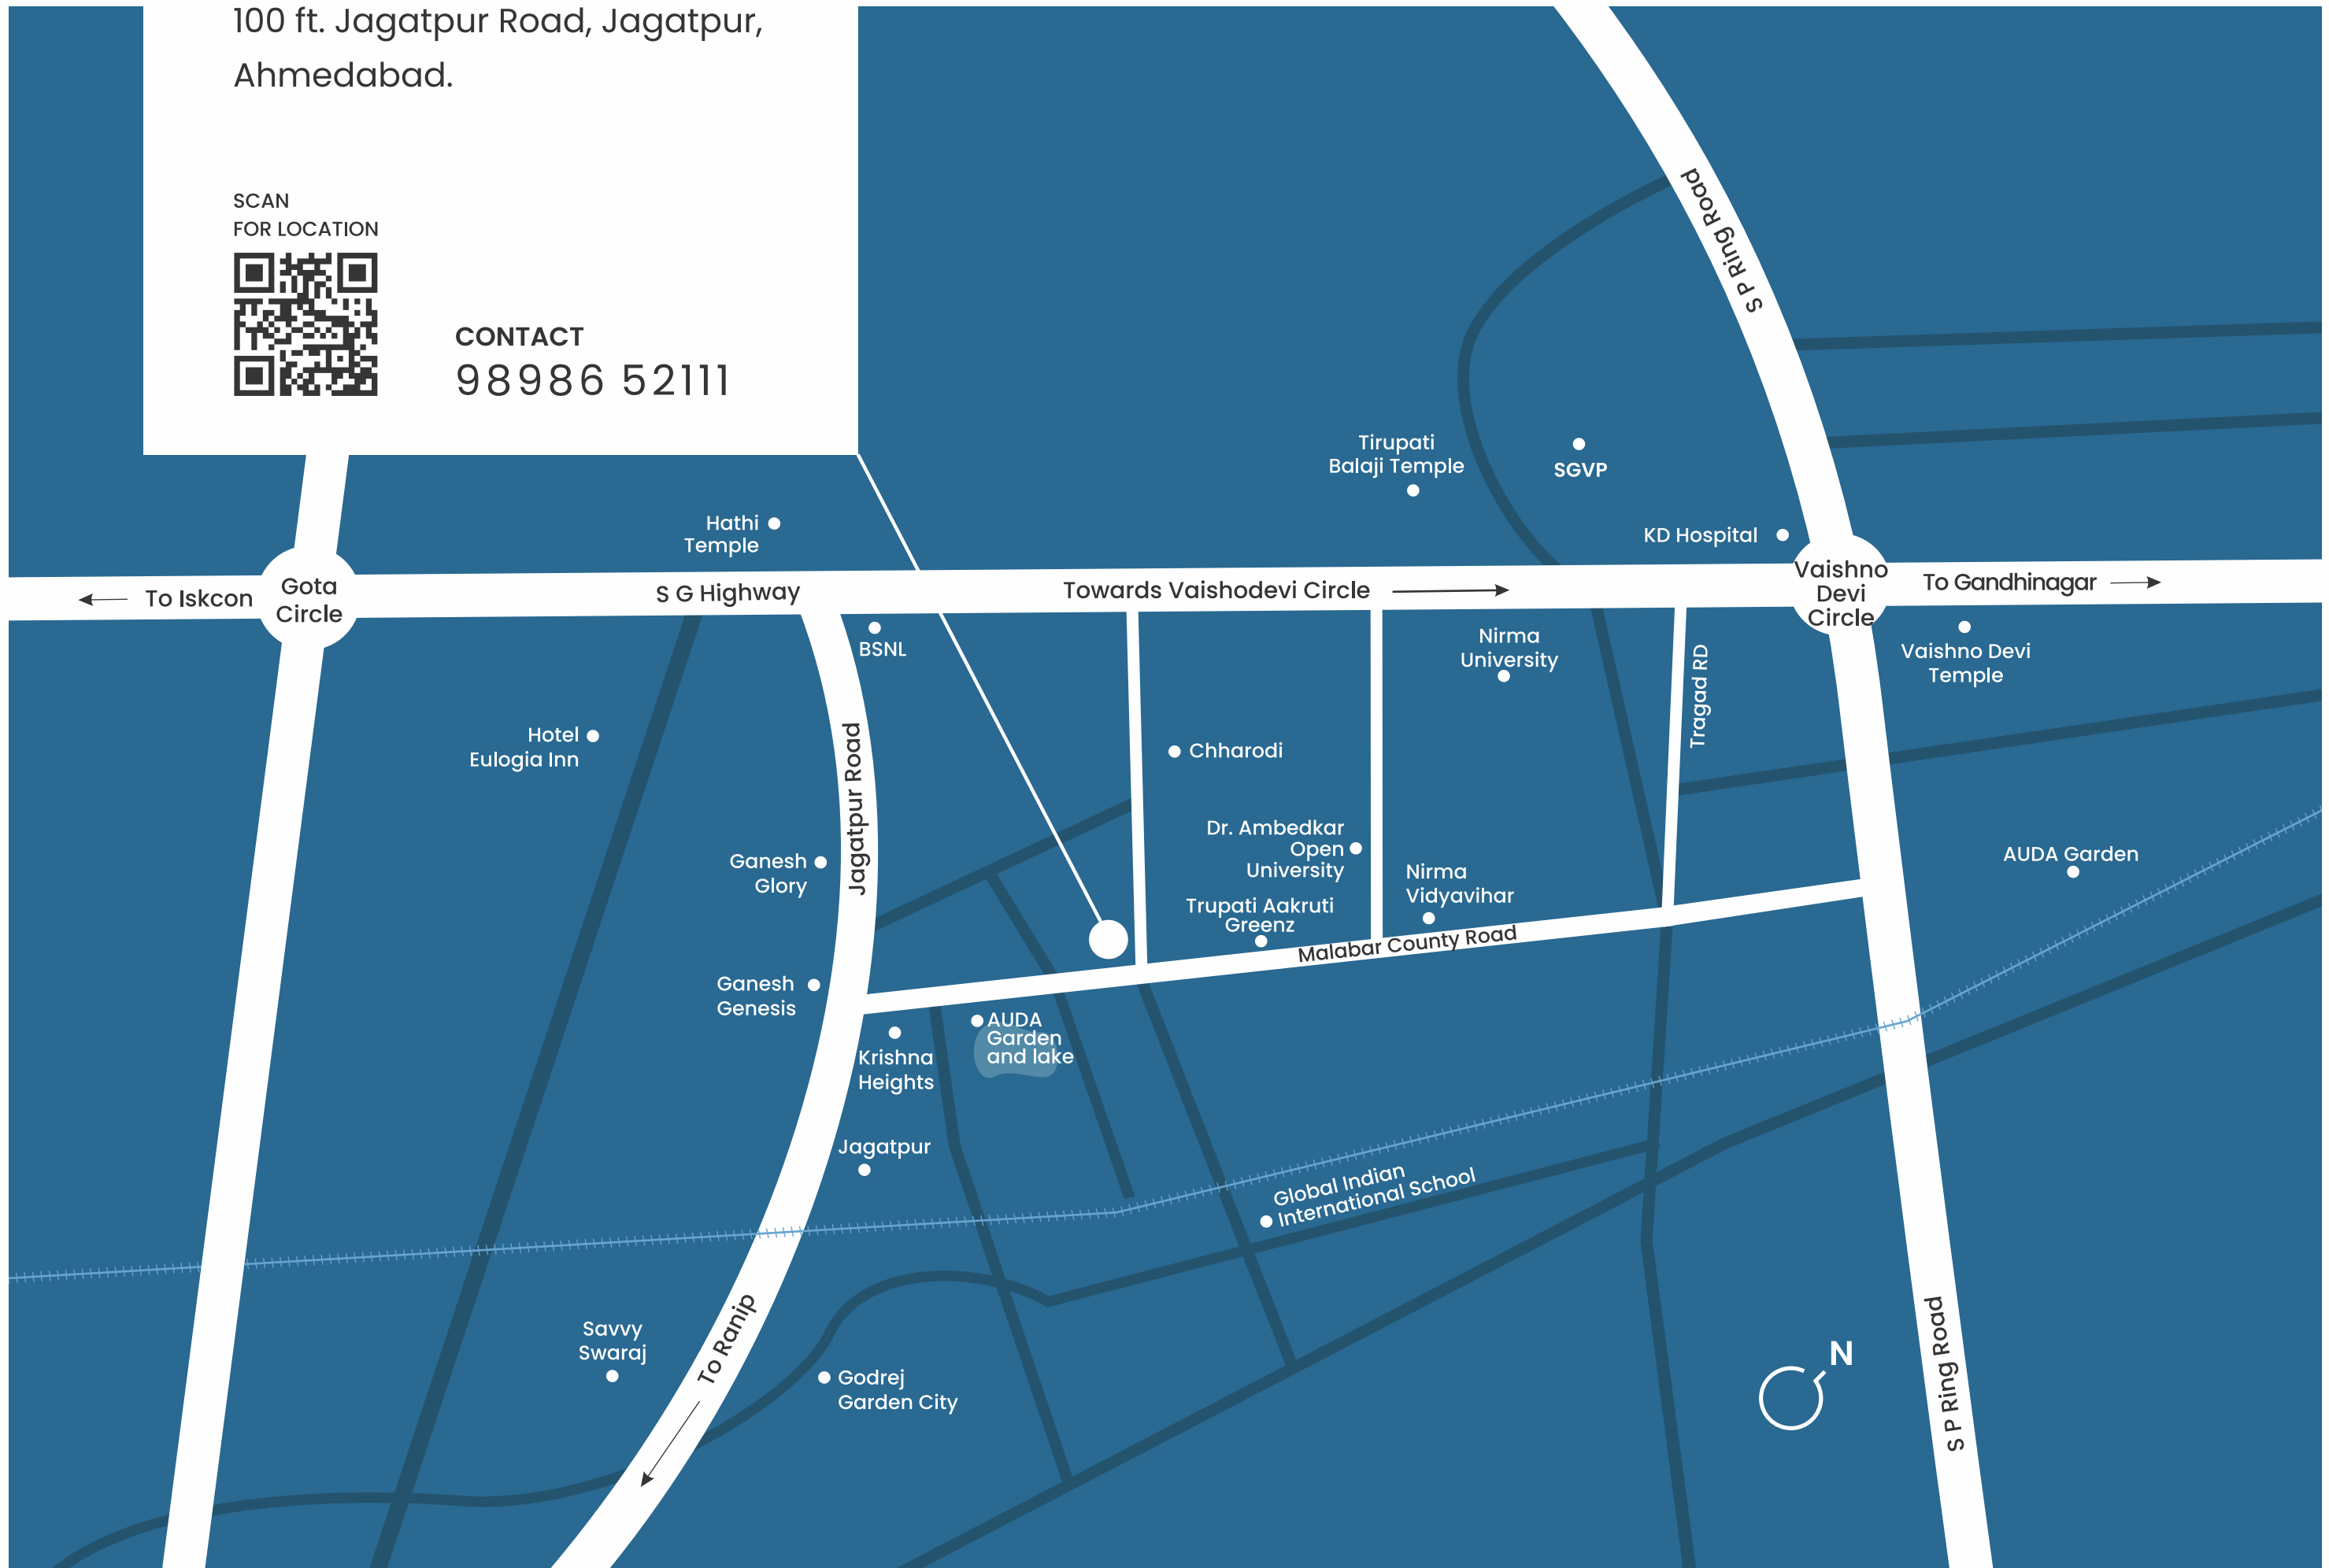 100 ft. Jagatpur Road, Jagatpur,
Ahmedabad.
SCAN
FOR LOCATION
CONTACT
98986 52111
S P Ring Road
Tirupati
Balaji Temple
SGVP
KD Hospital
Hathi
Temple
To Iskcon
Gota
Circle
S G Highway
Towards Vaishodevi Circle
Vaishno
Devi
Circle
To Gandhinagar
BSNL
Nirma
University
Tragad RD
Vaishno Devi
Temple
Hotel
Eulogia Inn
Jagatpur Road
Chharodi
Ganesh
Glory
Dr. Ambedkar
Open
University
Nirma
Vidyavihar
AUDA Garden
Trupati Aakruti
Greenz
Malabar County Road
Ganesh
Genesis
AUDA
Garden
and lake
Krishna
Heights
Jagatpur
Global Indian
International School
Savvy
Swaraj
To Ranip
Godrej
Garden City
N
S P Ring Road